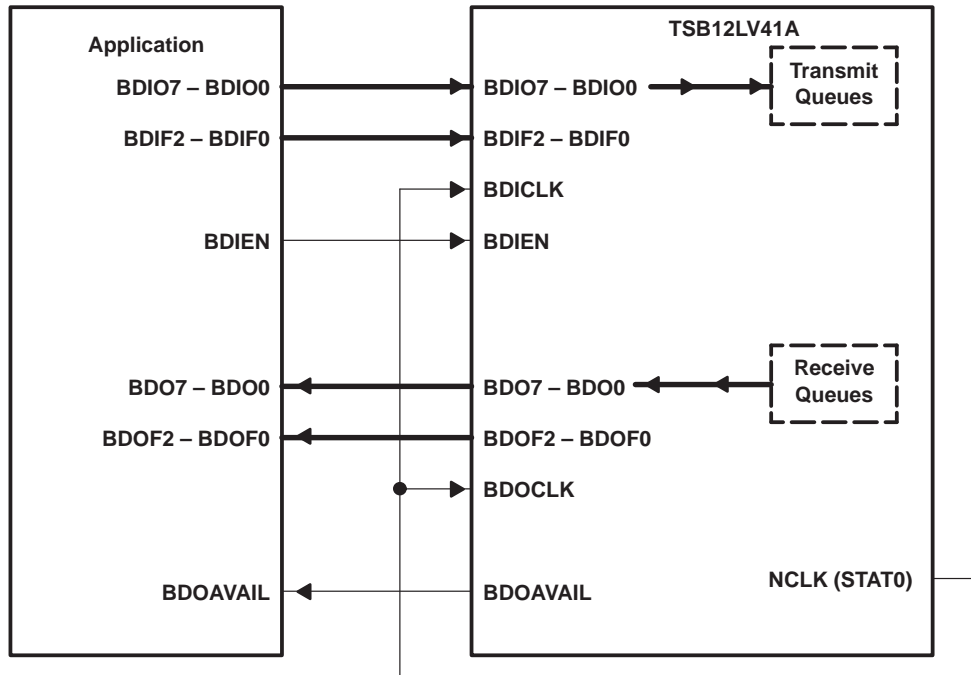 Application
TSB12LV41A
BDIO7 – BDIO0
BDIO7 – BDIO0
Transmit
Queues
BDIF2 – BDIF0
BDIF2 – BDIF0
BDICLK
BDIEN
BDIEN
BDO7 – BDO0
BDO7 – BDO0
Receive
Queues
BDOF2 – BDOF0
BDOF2 – BDOF0
BDOCLK
NCLK (STAT0)
BDOAVAIL
BDOAVAIL